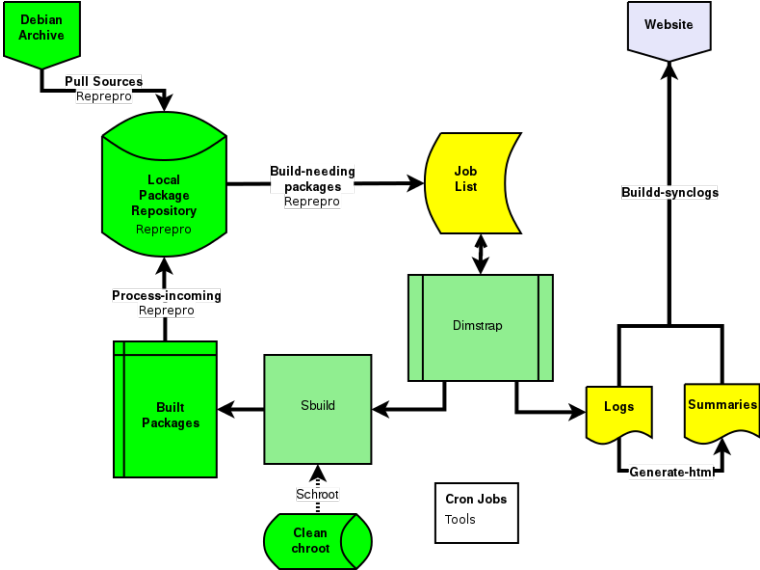 Debian
Archive
Website
Pull Sources
Reprepro
Build-needing
packages
Reprepro
Job
List
Local
Package
Repository
Reprepro
Buildd-synclogs
Process-incoming
Reprepro
Dimstrap
Built
Packages
Sbuild
Logs
Summaries
Generate-html
Schroot
Clean
chroot
Cron Jobs
Tools